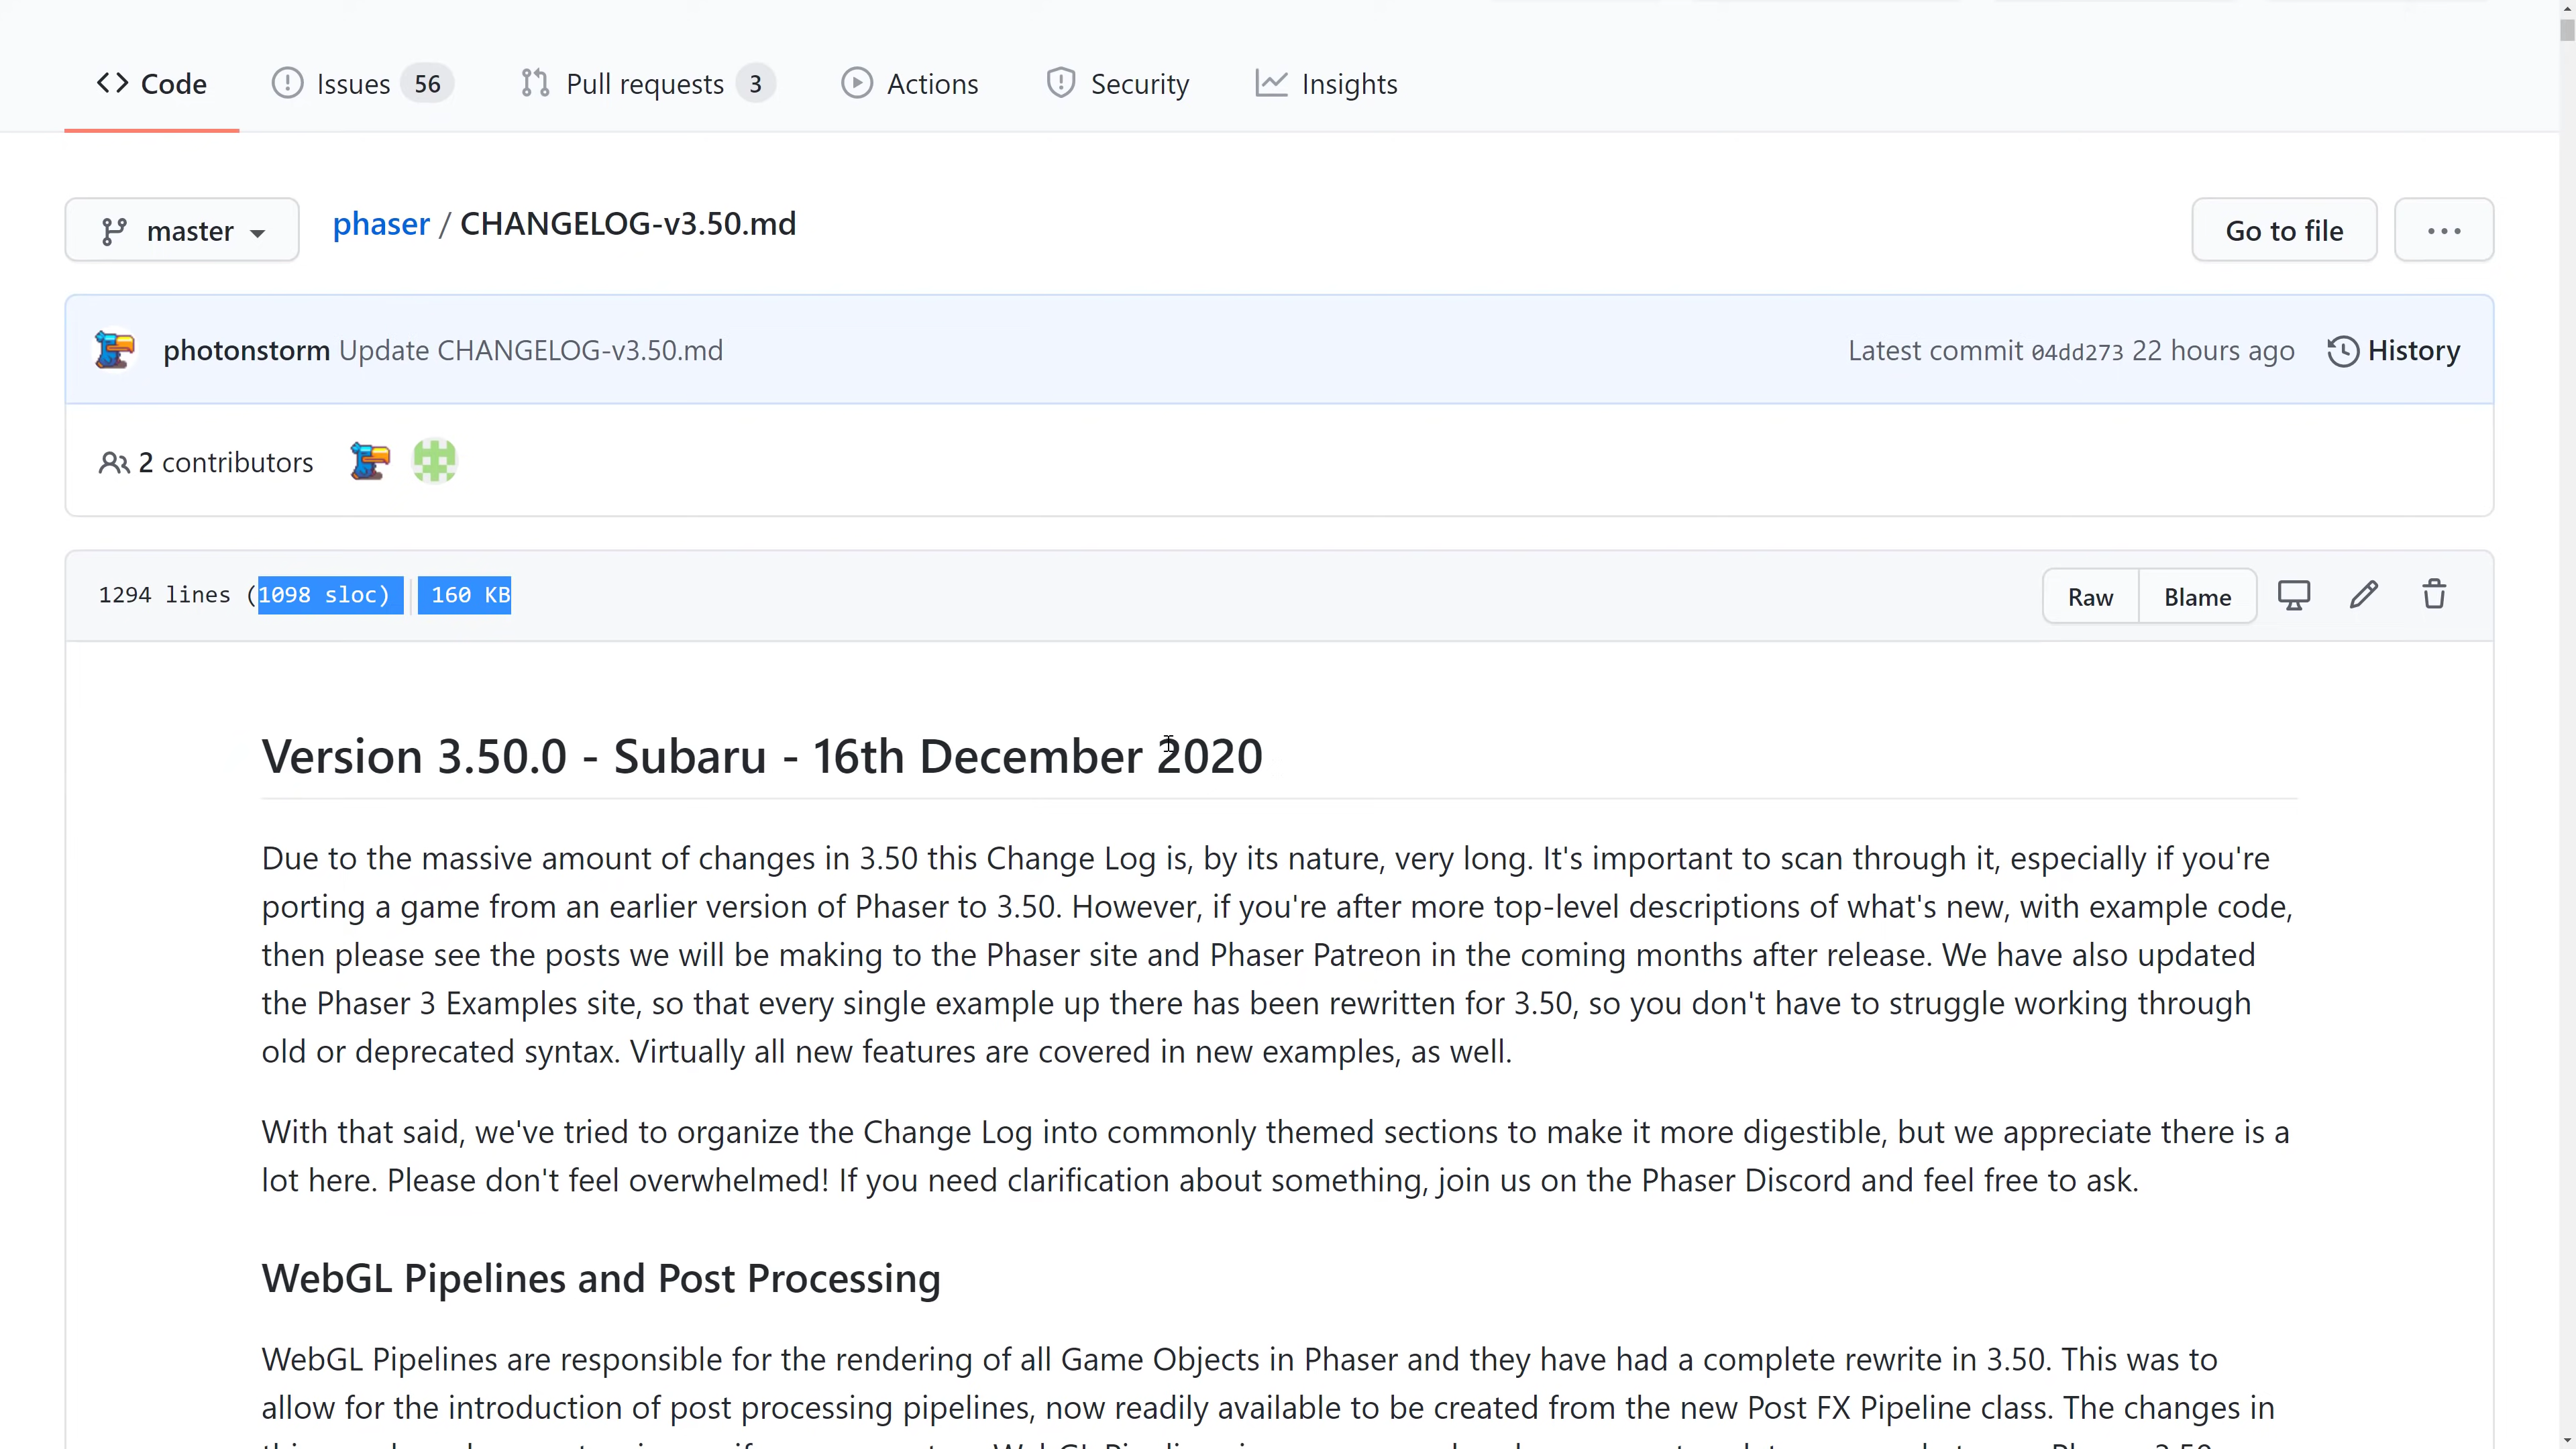 Code Issues 56 Pull requests 3 Actions Security Insights
master phaser / CHANGELOG-v3.50.md Go to file ...
photonstorm Update CHANGELOG-v3.50.md Latest commit 04dd273 22 hours ago History
2 contributors
1294 lines (1098 sloc) 160 KB Raw Blame
Version 3.50.0 - Subaru - 16th December 2020
Due to the massive amount of changes in 3.50 this Change Log is, by its nature, very long. It's important to scan through it, especially if you're
porting a game from an earlier version of Phaser to 3.50. However, if you're after more top-level descriptions of what's new, with example code,
then please see the posts we will be making to the Phaser site and Phaser Patreon in the coming months after release. We have also updated
the Phaser 3 Examples site, so that every single example up there has been rewritten for 3.50, so you don't have to struggle working through
old or deprecated syntax. Virtually all new features are covered in new examples, as well.
With that said, we've tried to organize the Change Log into commonly themed sections to make it more digestible, but we appreciate there is a
lot here. Please don't feel overwhelmed! If you need clarification about something, join us on the Phaser Discord and feel free to ask.
WebGL Pipelines and Post Processing
WebGL Pipelines are responsible for the rendering of all Game Objects in Phaser and they have had a complete rewrite in 3.50. This was to
allow for the introduction of post processing pipelines, now readily available to be created from the new Post FX Pipeline class. The changes in